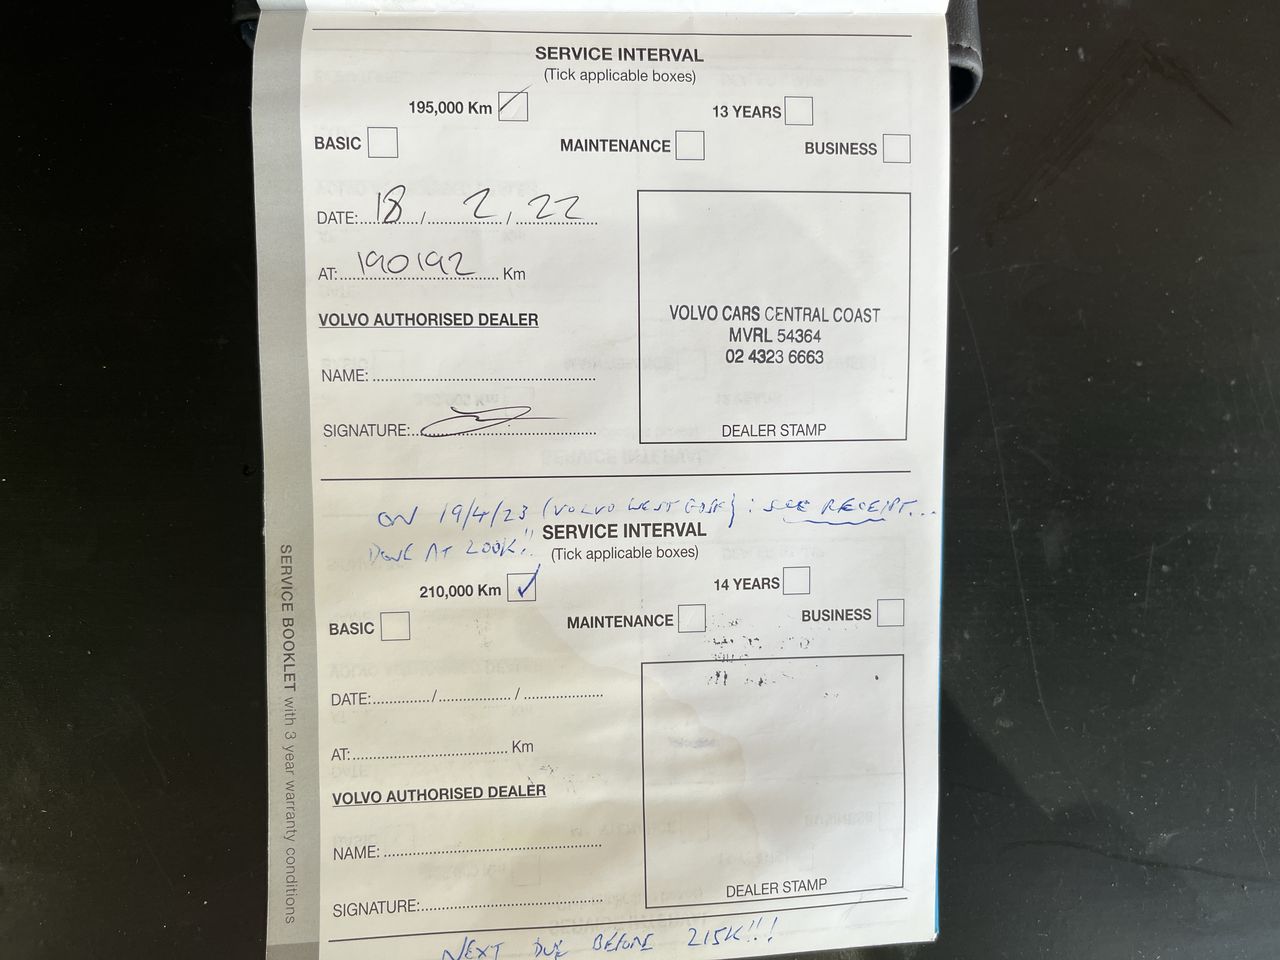 SERVICE INTERVAL
(Tick applicable boxes)
195,000 Km
13 YEARS
BASIC
MAINTENANCE
BUSINESS
DATE: 18 / 2 / 22
AT: 190192 Km
VOLVO AUTHORISED DEALER
NAME:
SIGNATURE:
VOLVO CARS CENTRAL COAST
MVRL 54364
02 4323 6663
DEALER STAMP
ON 19/4/23 (VOLVO WEST GOSF): SEE RECEIPT...
DONE AT 200K!!
SERVICE INTERVAL
(Tick applicable boxes)
210,000 Km
14 YEARS
BASIC
MAINTENANCE
BUSINESS
DATE: / /
AT: Km
VOLVO AUTHORISED DEALER
NAME:
SIGNATURE:
DEALER STAMP
NEXT DUE BEFORE 215K!!!
SERVICE BOOKLET with 3 year warranty conditions